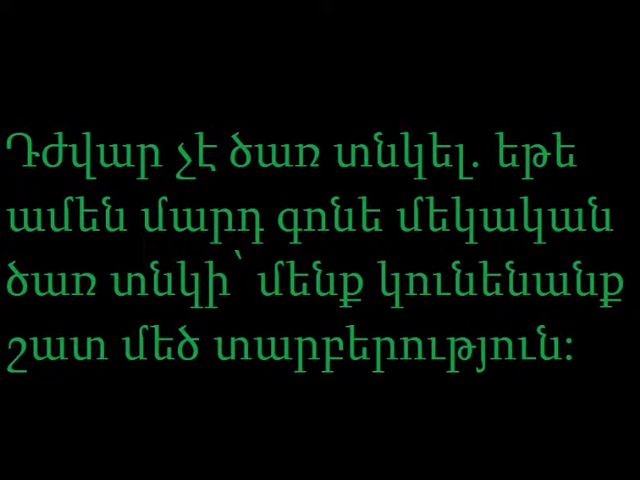 Դժվար չէ ծառ տնկել. եթե
ամեն մարդ գոնե մեկական
ծառ տնկի՝ մենք կունենանք
շատ մեծ տարբերություն: